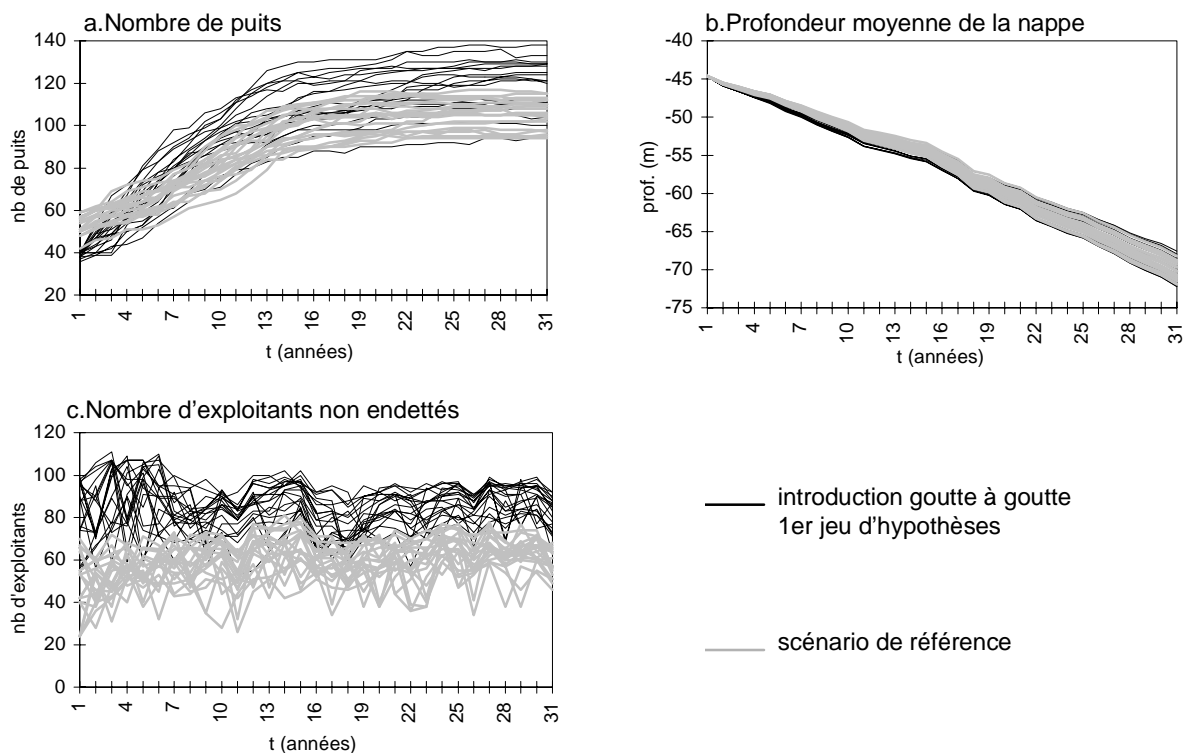 a.Nombre de puits
140
120
100
80
60
40
20
nb de puits
1 4 7 10 13 16 19 22 25 28 31
t (années)
b.Profondeur moyenne de la nappe
-40
-45
-50
-55
-60
-65
-70
-75
prof. (m)
1 4 7 10 13 16 19 22 25 28 31
t (années)
c.Nombre d'exploitants non endettés
120
100
80
60
40
20
0
nb d'exploitants
1 4 7 10 13 16 19 22 25 28 31
t (années)
introduction goutte à goutte
1er jeu d'hypothèses
scénario de référence